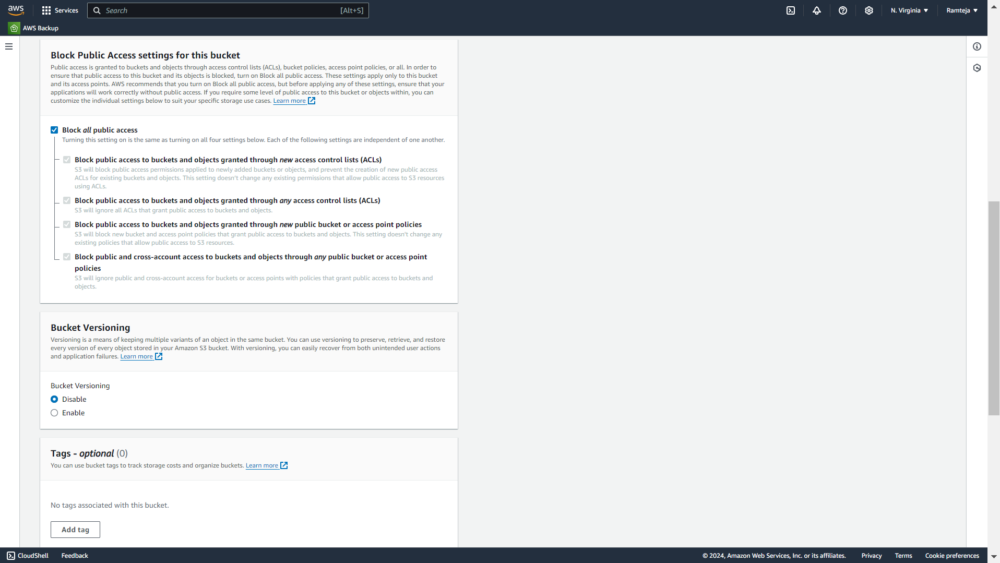 aws
Services
Search
[Alt+S]
N. Virginia
Ramteja
AWS Backup
Block Public Access settings for this bucket
Public access is granted to buckets and objects through access control lists (ACLs), bucket policies, access point policies, or all. In order to
ensure that public access to this bucket and its objects is blocked, turn on Block all public access. These settings apply only to this bucket
and its access points. AWS recommends that you turn on Block all public access, but before applying any of these settings, ensure that your
applications will work correctly without public access. If you require some level of public access to this bucket or objects within, you can
customize the individual settings below to suit your specific storage use cases. Learn more
Block all public access
Turning this setting on is the same as turning on all four settings below. Each of the following settings are independent of one another.
Block public access to buckets and objects granted through new access control lists (ACLs)
S3 will block public access permissions applied to newly added buckets or objects, and prevent the creation of new public access
ACLs for existing buckets and objects. This setting doesn't change any existing permissions that allow public access to S3 resources
using ACLs.
Block public access to buckets and objects granted through any access control lists (ACLs)
S3 will ignore all ACLs that grant public access to buckets and objects.
Block public access to buckets and objects granted through new public bucket or access point policies
S3 will block new bucket and access point policies that grant public access to buckets and objects. This setting doesn't change any
existing policies that allow public access to S3 resources.
Block public and cross-account access to buckets and objects through any public bucket or access point
policies
S3 will ignore public and cross-account access for buckets or access points with policies that grant public access to buckets and
objects.
Bucket Versioning
Versioning is a means of keeping multiple variants of an object in the same bucket. You can use versioning to preserve, retrieve, and restore
every version of every object stored in your Amazon S3 bucket. With versioning, you can easily recover from both unintended user actions
and application failures. Learn more
Bucket Versioning
Disable
Enable
Tags - optional (0)
You can use bucket tags to track storage costs and organize buckets. Learn more
No tags associated with this bucket.
Add tag
CloudShell
Feedback
© 2024, Amazon Web Services, Inc. or its affiliates.
Privacy
Terms
Cookie preferences